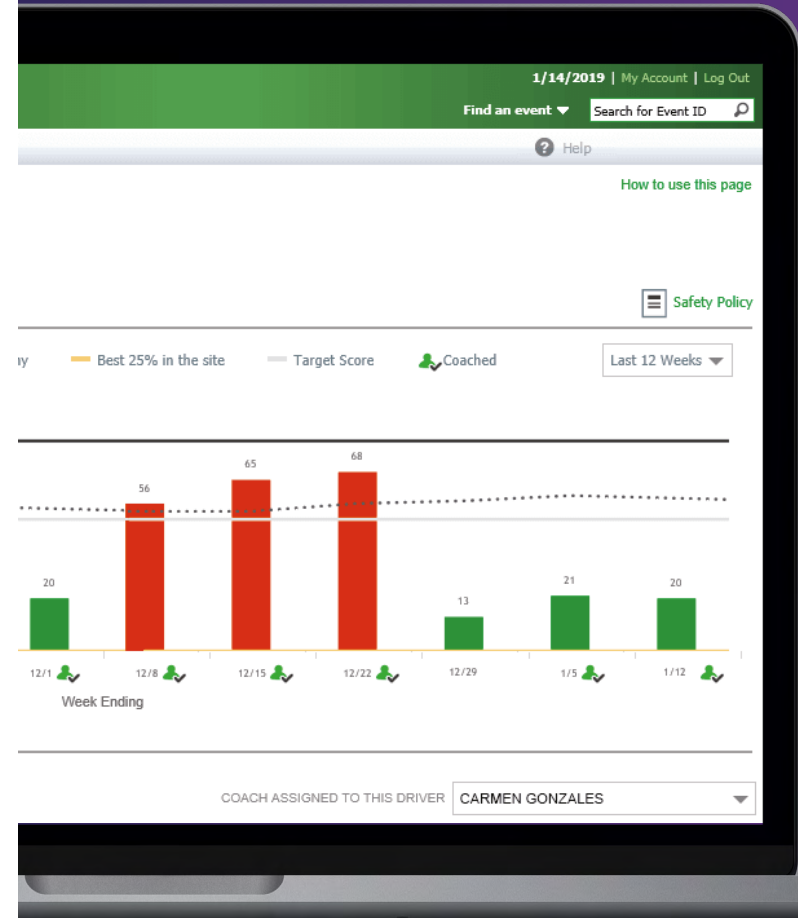 1/14/2019 | My Account | Log Out
Find an event Search for Event ID
Help
How to use this page
Safety Policy
Best 25% in the site Target Score Coached Last 12 Weeks
68
65
56
20 13 21 20
12/1 12/8 12/15 12/22 12/29 1/5 1/12
Week Ending
COACH ASSIGNED TO THIS DRIVER CARMEN GONZALES